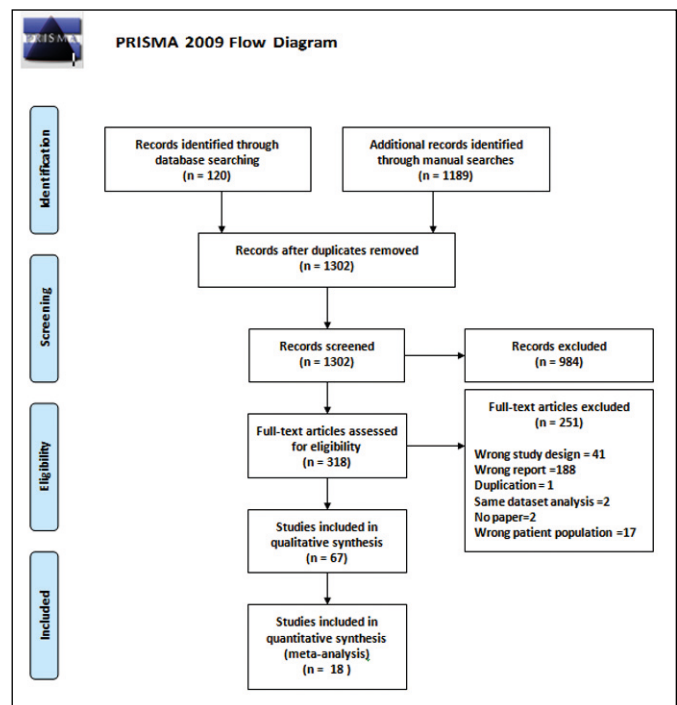 PRISMA
PRISMA 2009 Flow Diagram
Identification
Records identified through
database searching
(n = 120)
Additional records identified
through manual searches
(n = 1189)
Records after duplicates removed
(n = 1302)
Screening
Records screened
(n = 1302)
Records excluded
(n = 984)
Eligibility
Full-text articles assessed
for eligibility
(n = 318)
Full-text articles excluded
(n = 251)
Wrong study design = 41
Wrong report =188
Duplication = 1
Same dataset analysis =2
No paper=2
Wrong patient population =17
Studies included in
qualitative synthesis
(n = 67)
Included
Studies included in
quantitative synthesis
(meta-analysis)
(n = 18 )